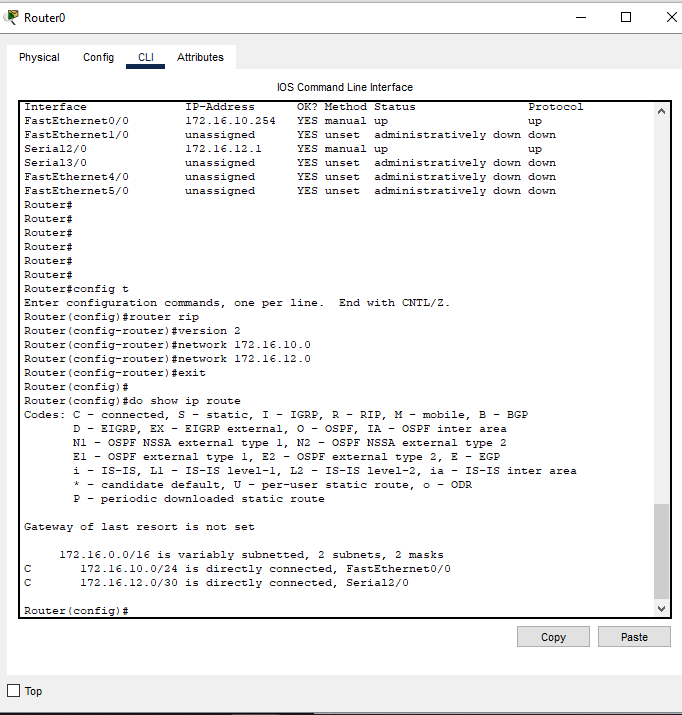 Router0
Physical Config CLI Attributes
IOS Command Line Interface
Interface IP-Address OK? Method Status Protocol
FastEthernet0/0 172.16.10.254 YES manual up up
FastEthernet1/0 unassigned YES unset administratively down down
Serial2/0 172.16.12.1 YES manual up up
Serial3/0 unassigned YES unset administratively down down
FastEthernet4/0 unassigned YES unset administratively down down
FastEthernet5/0 unassigned YES unset administratively down down
Router#
Router#
Router#
Router#
Router#
Router#
Router#config t
Enter configuration commands, one per line. End with CNTL/Z.
Router(config)#router rip
Router(config-router)#version 2
Router(config-router)#network 172.16.10.0
Router(config-router)#network 172.16.12.0
Router(config-router)#exit
Router(config)#
Router(config)#do show ip route
Codes: C - connected, S - static, I - IGRP, R - RIP, M - mobile, B - BGP
D - EIGRP, EX - EIGRP external, O - OSPF, IA - OSPF inter area
N1 - OSPF NSSA external type 1, N2 - OSPF NSSA external type 2
E1 - OSPF external type 1, E2 - OSPF external type 2, E - EGP
i - IS-IS, L1 - IS-IS level-1, L2 - IS-IS level-2, ia - IS-IS inter area
* - candidate default, U - per-user static route, o - ODR
P - periodic downloaded static route
Gateway of last resort is not set
172.16.0.0/16 is variably subnetted, 2 subnets, 2 masks
C 172.16.10.0/24 is directly connected, FastEthernet0/0
C 172.16.12.0/30 is directly connected, Serial2/0
Router(config)#
Copy Paste
Top